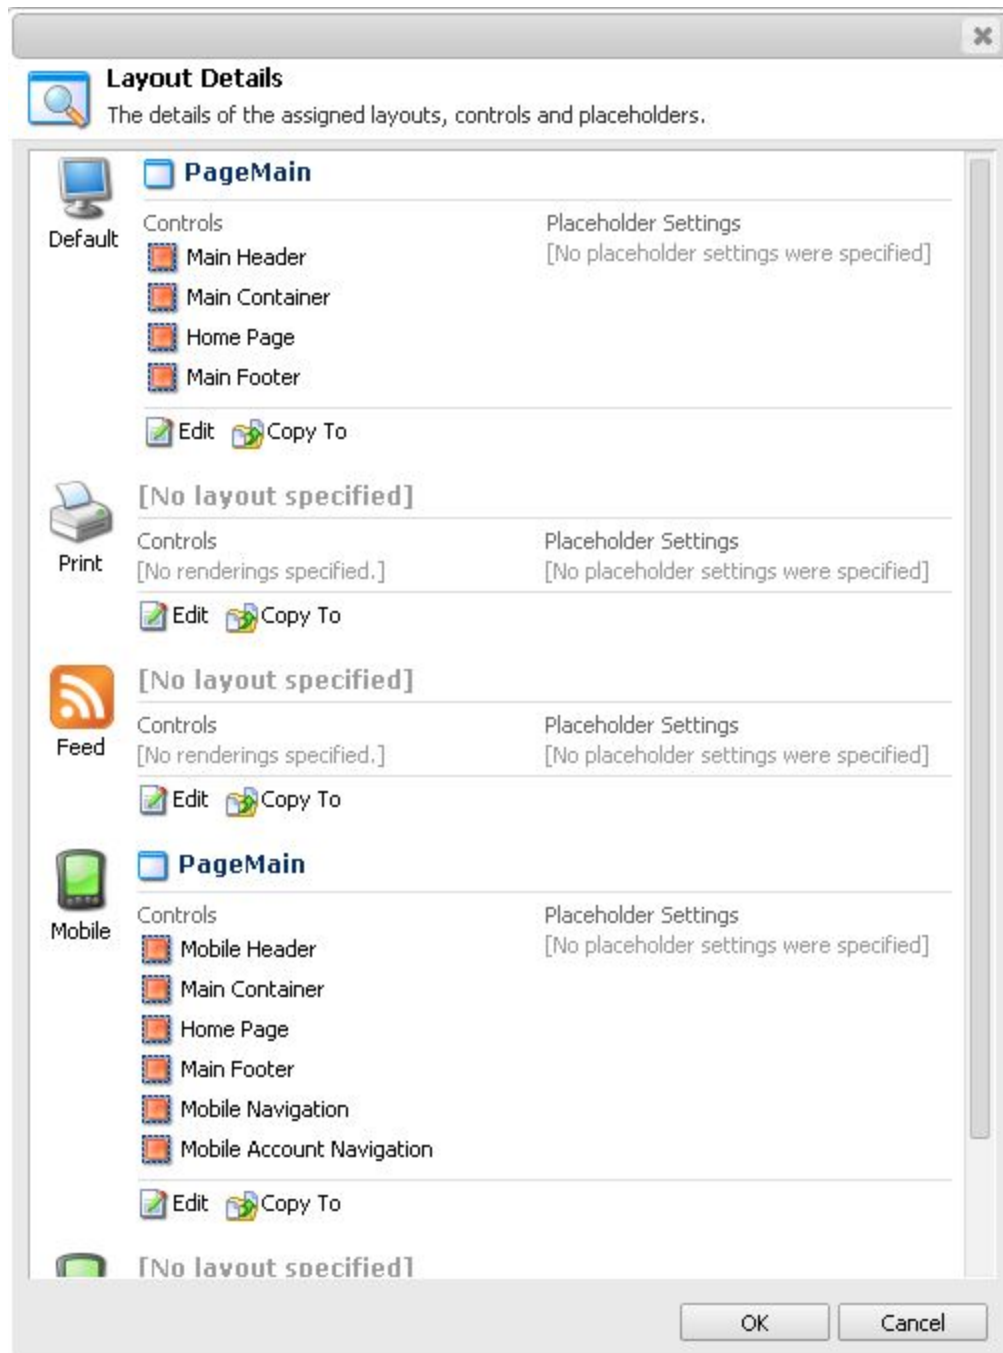 Layout Details
The details of the assigned layouts, controls and placeholders.
Default
PageMain
Controls
Placeholder Settings
Main Header
[No placeholder settings were specified]
Main Container
Home Page
Main Footer
Edit Copy To
Print
[No layout specified]
Controls
Placeholder Settings
[No renderings specified.]
[No placeholder settings were specified]
Edit Copy To
Feed
[No layout specified]
Controls
Placeholder Settings
[No renderings specified.]
[No placeholder settings were specified]
Edit Copy To
Mobile
PageMain
Controls
Placeholder Settings
Mobile Header
[No placeholder settings were specified]
Main Container
Home Page
Main Footer
Mobile Navigation
Mobile Account Navigation
Edit Copy To
[No layout specified]
OK Cancel